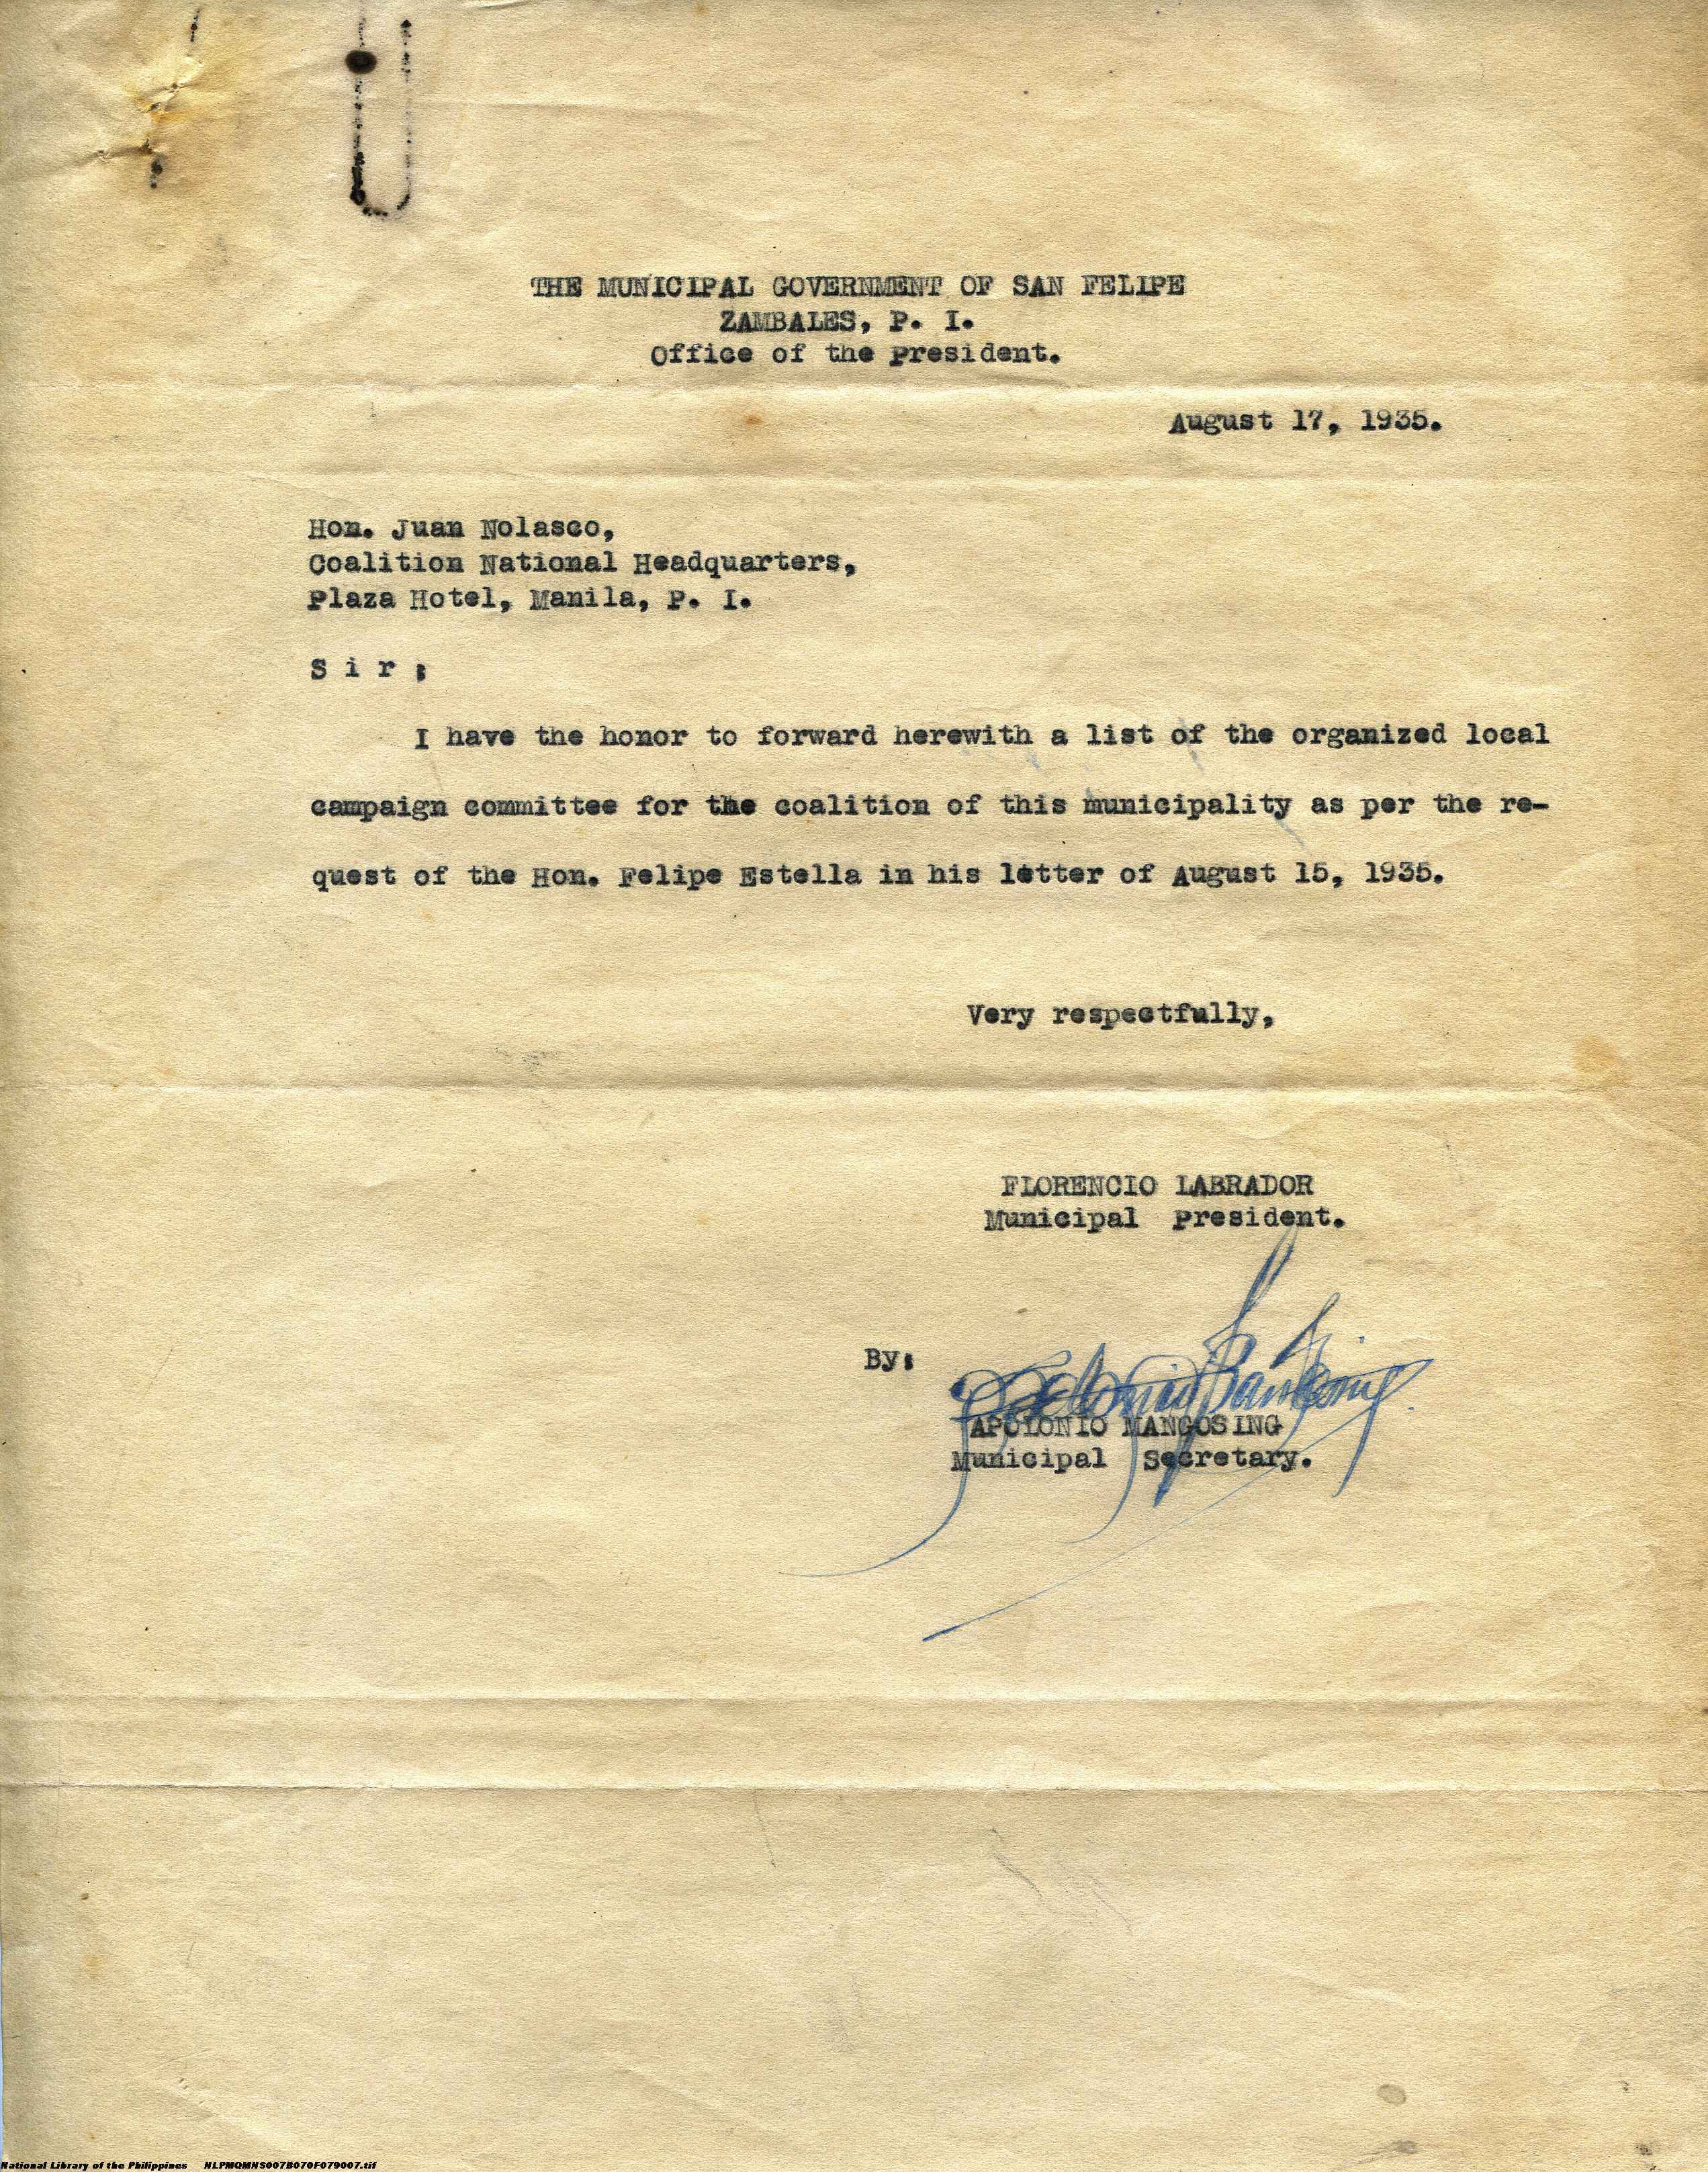 THE MUNICIPAL GOVERNMENT OF SAN FELIPE
ZAMBALES, P. I.
Office of the President.
August 17, 1935.
Hon. Juan Nolasco,
Coalition National Headquarters,
Plaza Hotel, Manila, P. I.
S i r :
I have the honor to forward herewith a list of the organized local
campaign committee for the coalition of this municipality as per the re-
quest of the Hon. Felipe Estella in his letter of August 15, 1935.
Very respectfully,
FLORENCIO LABRADOR
Municipal President.
By:
APOLONIO MANGOSING
Municipal Secretary.
National Library of the Philippines NLPMQMNS007B070F079007.tif